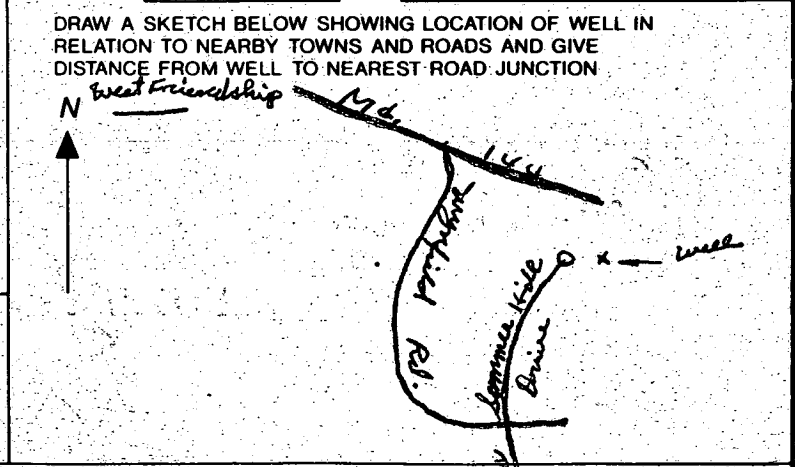 DRAW A SKETCH BELOW SHOWING LOCATION OF WELL IN
RELATION TO NEARBY TOWNS AND ROADS AND GIVE
DISTANCE FROM WELL TO NEAREST ROAD JUNCTION
West Friendship
N
Md. 144
Rd.
Hill
Drive
x ← well